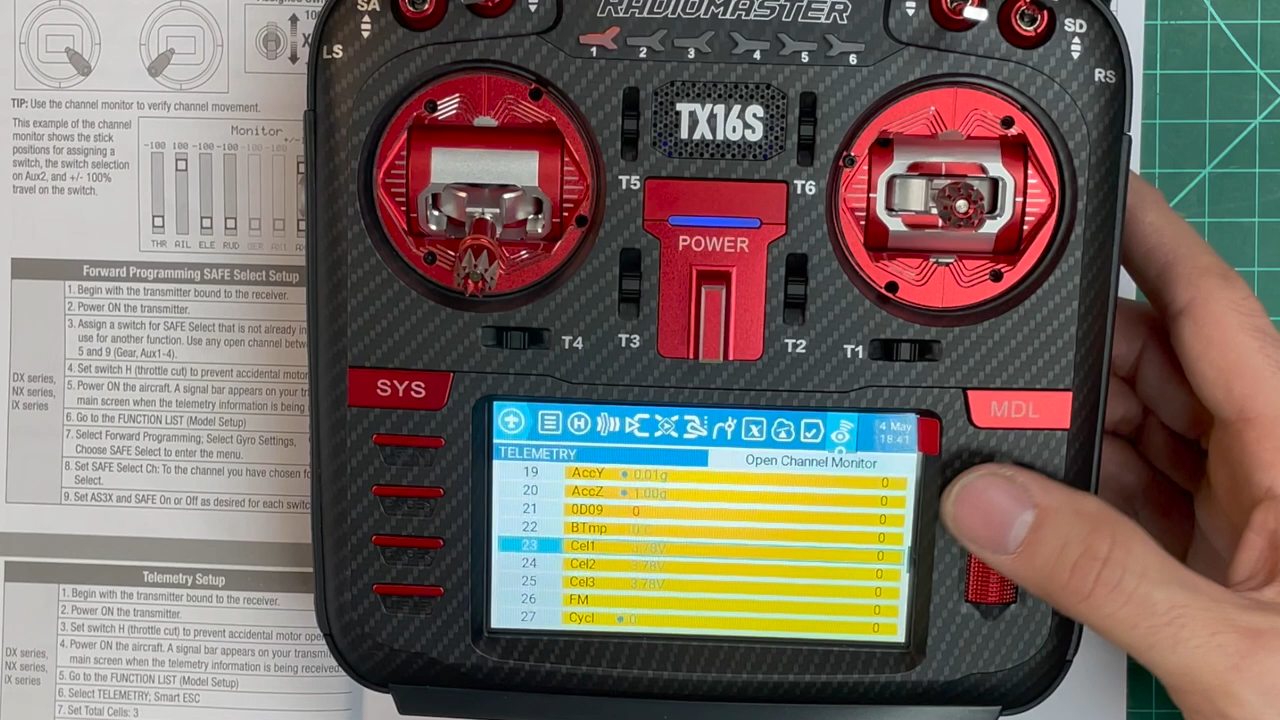 SA
RADIOMASTER
LS
1 2 3 4 5 6
SD
RS
TIP: Use the channel monitor to verify channel movement.
This example of the channel
monitor shows the stick
positions for assigning a
switch, the switch selection
on Aux2, and +/- 100%
travel on the switch.
Monitor
-100 100 -100 -100
THR AIL ELE RUD
TX16S
T5
T6
POWER
T4
T3
T2
T1
Forward Programming SAFE Select Setup
DX series,
NX series,
iX series
1. Begin with the transmitter bound to the receiver.
2. Power ON the transmitter.
3. Assign a switch for SAFE Select that is not already in
use for another function. Use any open channel betw
5 and 9 (Gear, Aux1-4).
4. Set switch H (throttle cut) to prevent accidental motor
5. Power ON the aircraft. A signal bar appears on your tr
main screen when the telemetry information is being
6. Go to the FUNCTION LIST (Model Setup)
7. Select Forward Programming; Select Gyro Settings,
Choose SAFE Select to enter the menu.
8. Set SAFE Select Ch: To the channel you have chosen
Select.
9. Set AS3X and SAFE On or Off as desired for each switc
SYS
MDL
4 May
18:41
TELEMETRY
Open Channel Monitor
19 AccY 0.01g 0
20 AccZ 1.00g 0
21 0D09 0 0
22 BTmp 0
23 Cel1 3.78V 0
24 Cel2 3.78V 0
25 Cel3 3.78V 0
26 FM 0
27 Cycl 0 0
Telemetry Setup
DX series,
NX series,
iX series
1. Begin with the transmitter bound to the receiver.
2. Power ON the transmitter
3. Set switch H (throttle cut) to prevent accidental motor ope
4. Power ON the aircraft. A signal bar appears on your transm
main screen when the telemetry information is being received.
5. Go to the FUNCTION LIST (Model Setup)
6. Select TELEMETRY; Smart ESC
7. Set Total Cells: 3